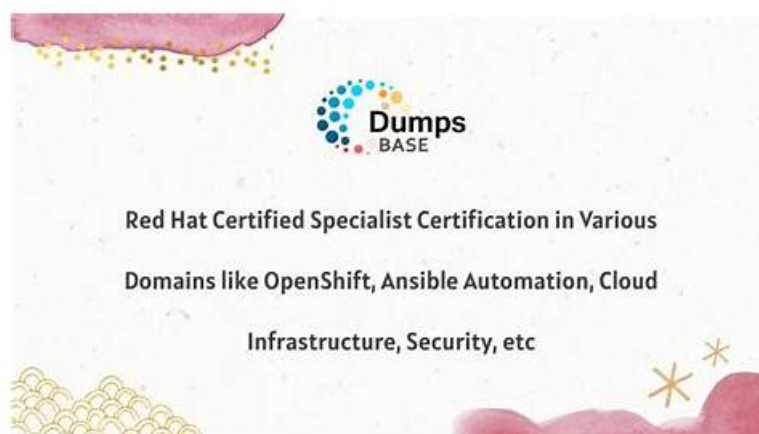 Dumps
BASE
Red Hat Certified Specialist Certification in Various
Domains like OpenShift, Ansible Automation, Cloud
Infrastructure, Security, etc